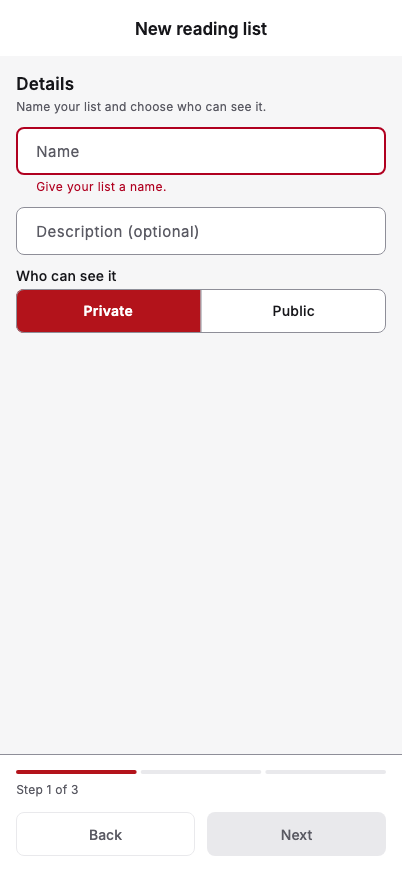 New reading list
Details
Name your list and choose who can see it.
Name
Give your list a name.
Description (optional)
Who can see it
Private
Public
Step 1 of 3
Back
Next